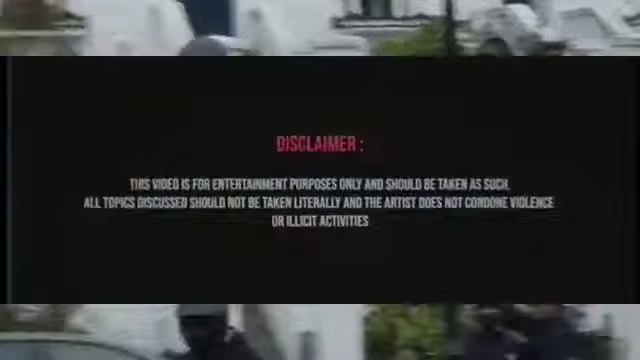 DISCLAIMER :
THIS VIDEO IS FOR ENTERTAINMENT PURPOSES ONLY AND SHOULD BE TAKEN AS SUCH.
ALL TOPICS DISCUSSED SHOULD NOT BE TAKEN LITERALLY AND THE ARTIST DOES NOT CONDONE VIOLENCE
OR ILLICIT ACTIVITIES